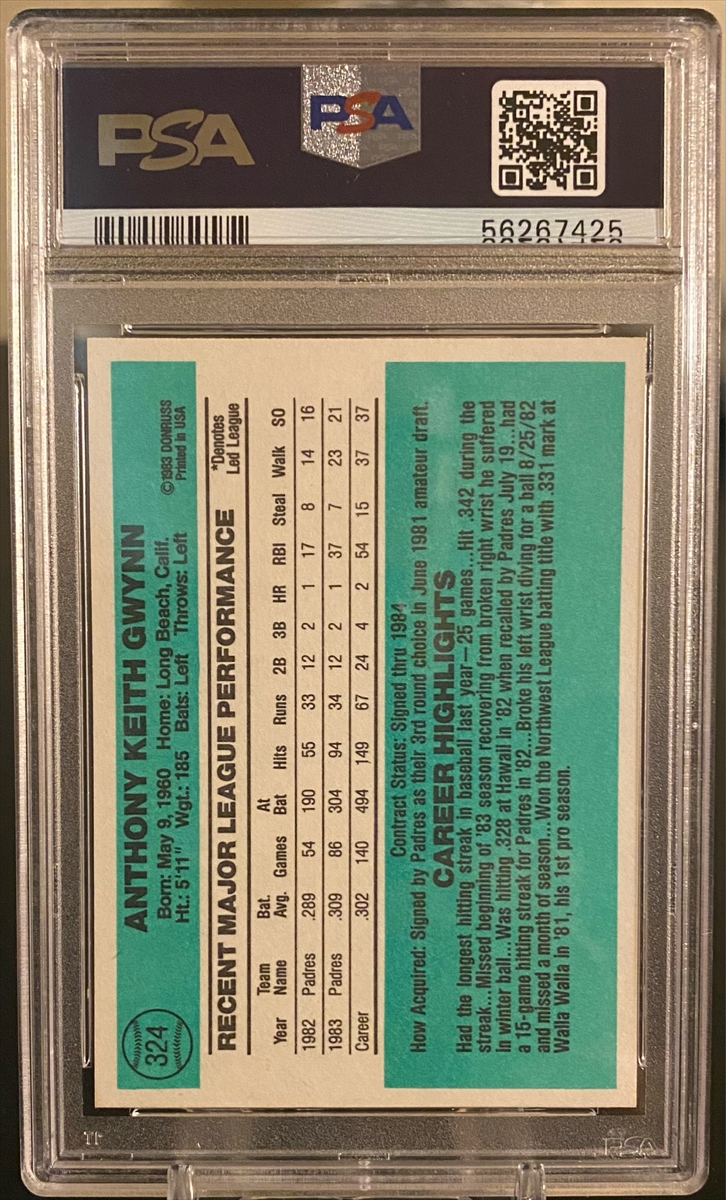 PSA
PSA
56267425
324
ANTHONY KEITH GWYNN
Born: May 9, 1960 Home: Long Beach, Calif.
Ht.: 5'11" Wgt.: 185 Bats: Left Throws: Left
©1983 DONRUSS
Printed in USA
RECENT MAJOR LEAGUE PERFORMANCE
*Denotes
Led League
Year Team Name Bat. Avg. Games At Bat Hits Runs 2B 3B HR RBI Steal Walk SO
1982 Padres .289 54 190 55 33 12 2 1 17 8 14 16
1983 Padres .309 86 304 94 34 12 2 1 37 7 23 21
Career .302 140 494 149 67 24 4 2 54 15 37 37
Contract Status: Signed thru 1984
How Acquired: Signed by Padres as their 3rd round choice in June 1981 amateur draft.
CAREER HIGHLIGHTS
Had the longest hitting streak in baseball last year—25 games...Hit .342 during the
streak...Missed beginning of '83 season recovering from broken right wrist he suffered
in winter ball...Was hitting .328 at Hawaii in '82 when recalled by Padres July 19...had
a 15-game hitting streak for Padres in '82...Broke his left wrist diving for a ball 8/25/82
and missed a month of season...Won the Northwest League batting title with .331 mark at
Walla Walla in '81, his 1st pro season.
PSA